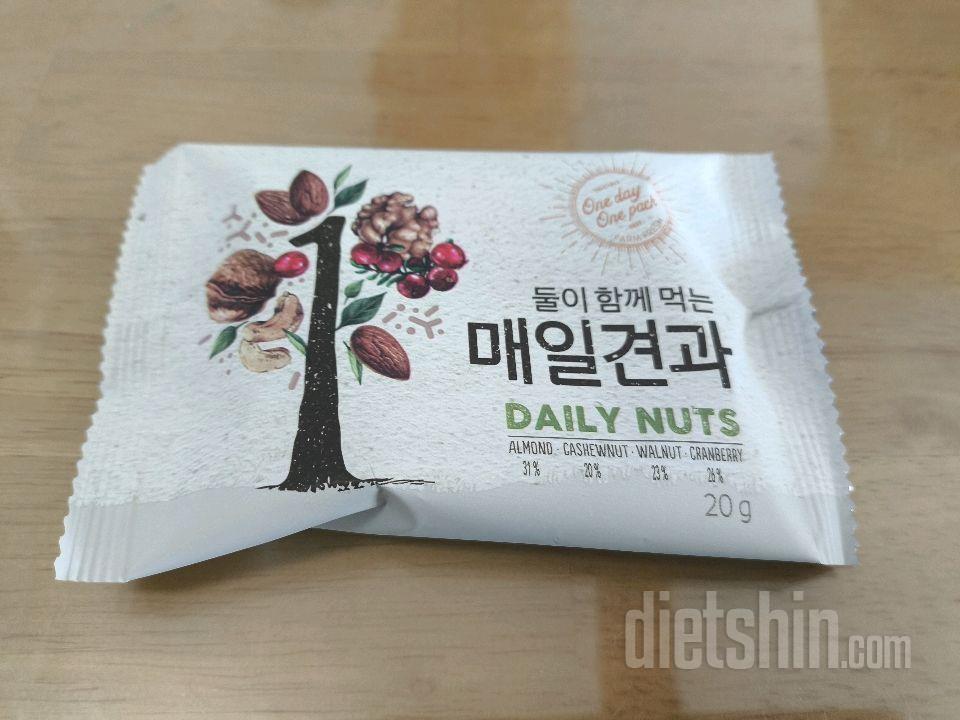 One day
One pack
둘이 함께 먹는
매일견과
DAILY NUTS
ALMOND · CASHEWNUT · WALNUT · CRANBERRY
31% 20% 23% 26%
20g
dietshin.com